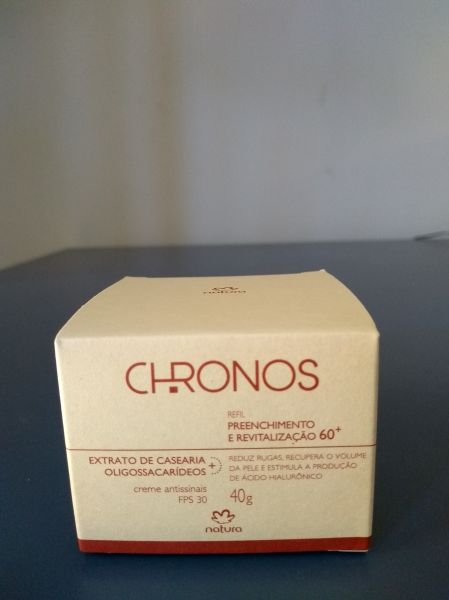 natura
CHRONOS
REFIL
PREENCHIMENTO
E REVITALIZAÇÃO 60+
EXTRATO DE CASEARIA
OLIGOSSACARÍDEOS +
REDUZ RUGAS, RECUPERA O VOLUME
DA PELE E ESTIMULA A PRODUÇÃO
DE ÁCIDO HIALURÔNICO
creme antissinais
FPS 30
40g
natura